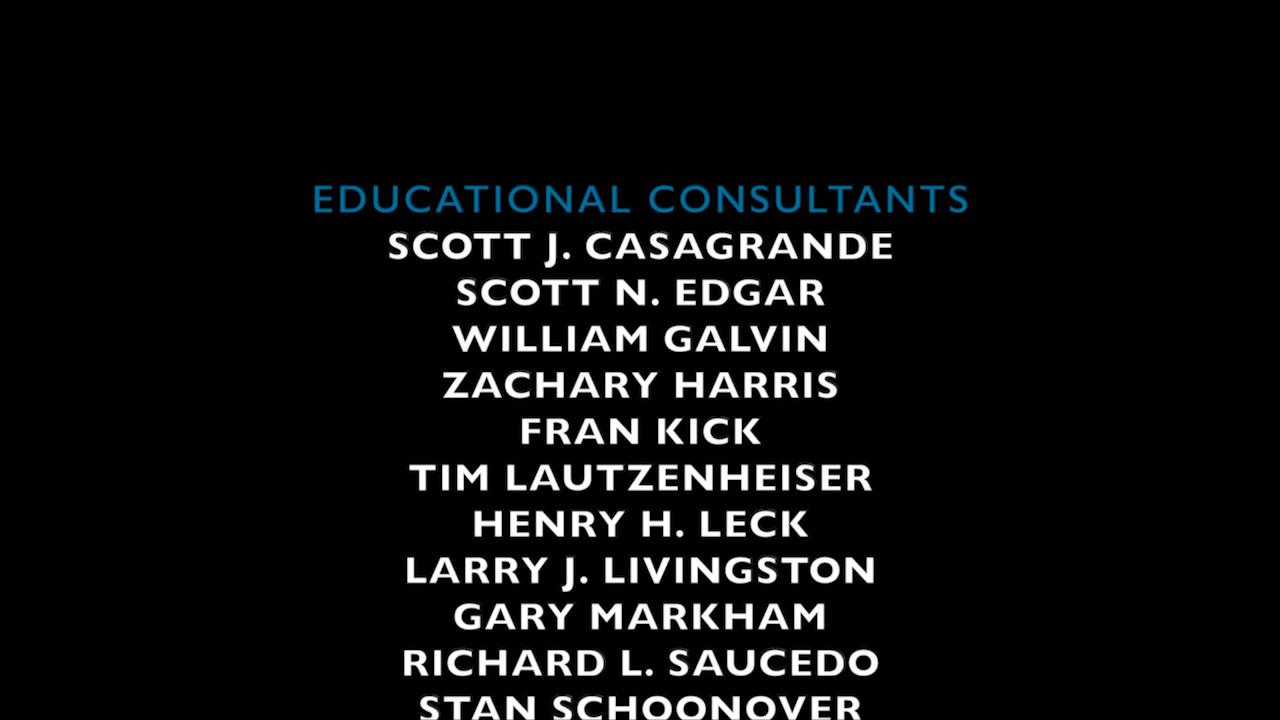 EDUCATIONAL CONSULTANTS
SCOTT J. CASAGRANDE
SCOTT N. EDGAR
WILLIAM GALVIN
ZACHARY HARRIS
FRAN KICK
TIM LAUTZENHEISER
HENRY H. LECK
LARRY J. LIVINGSTON
GARY MARKHAM
RICHARD L. SAUCEDO
STAN SCHOONOVER